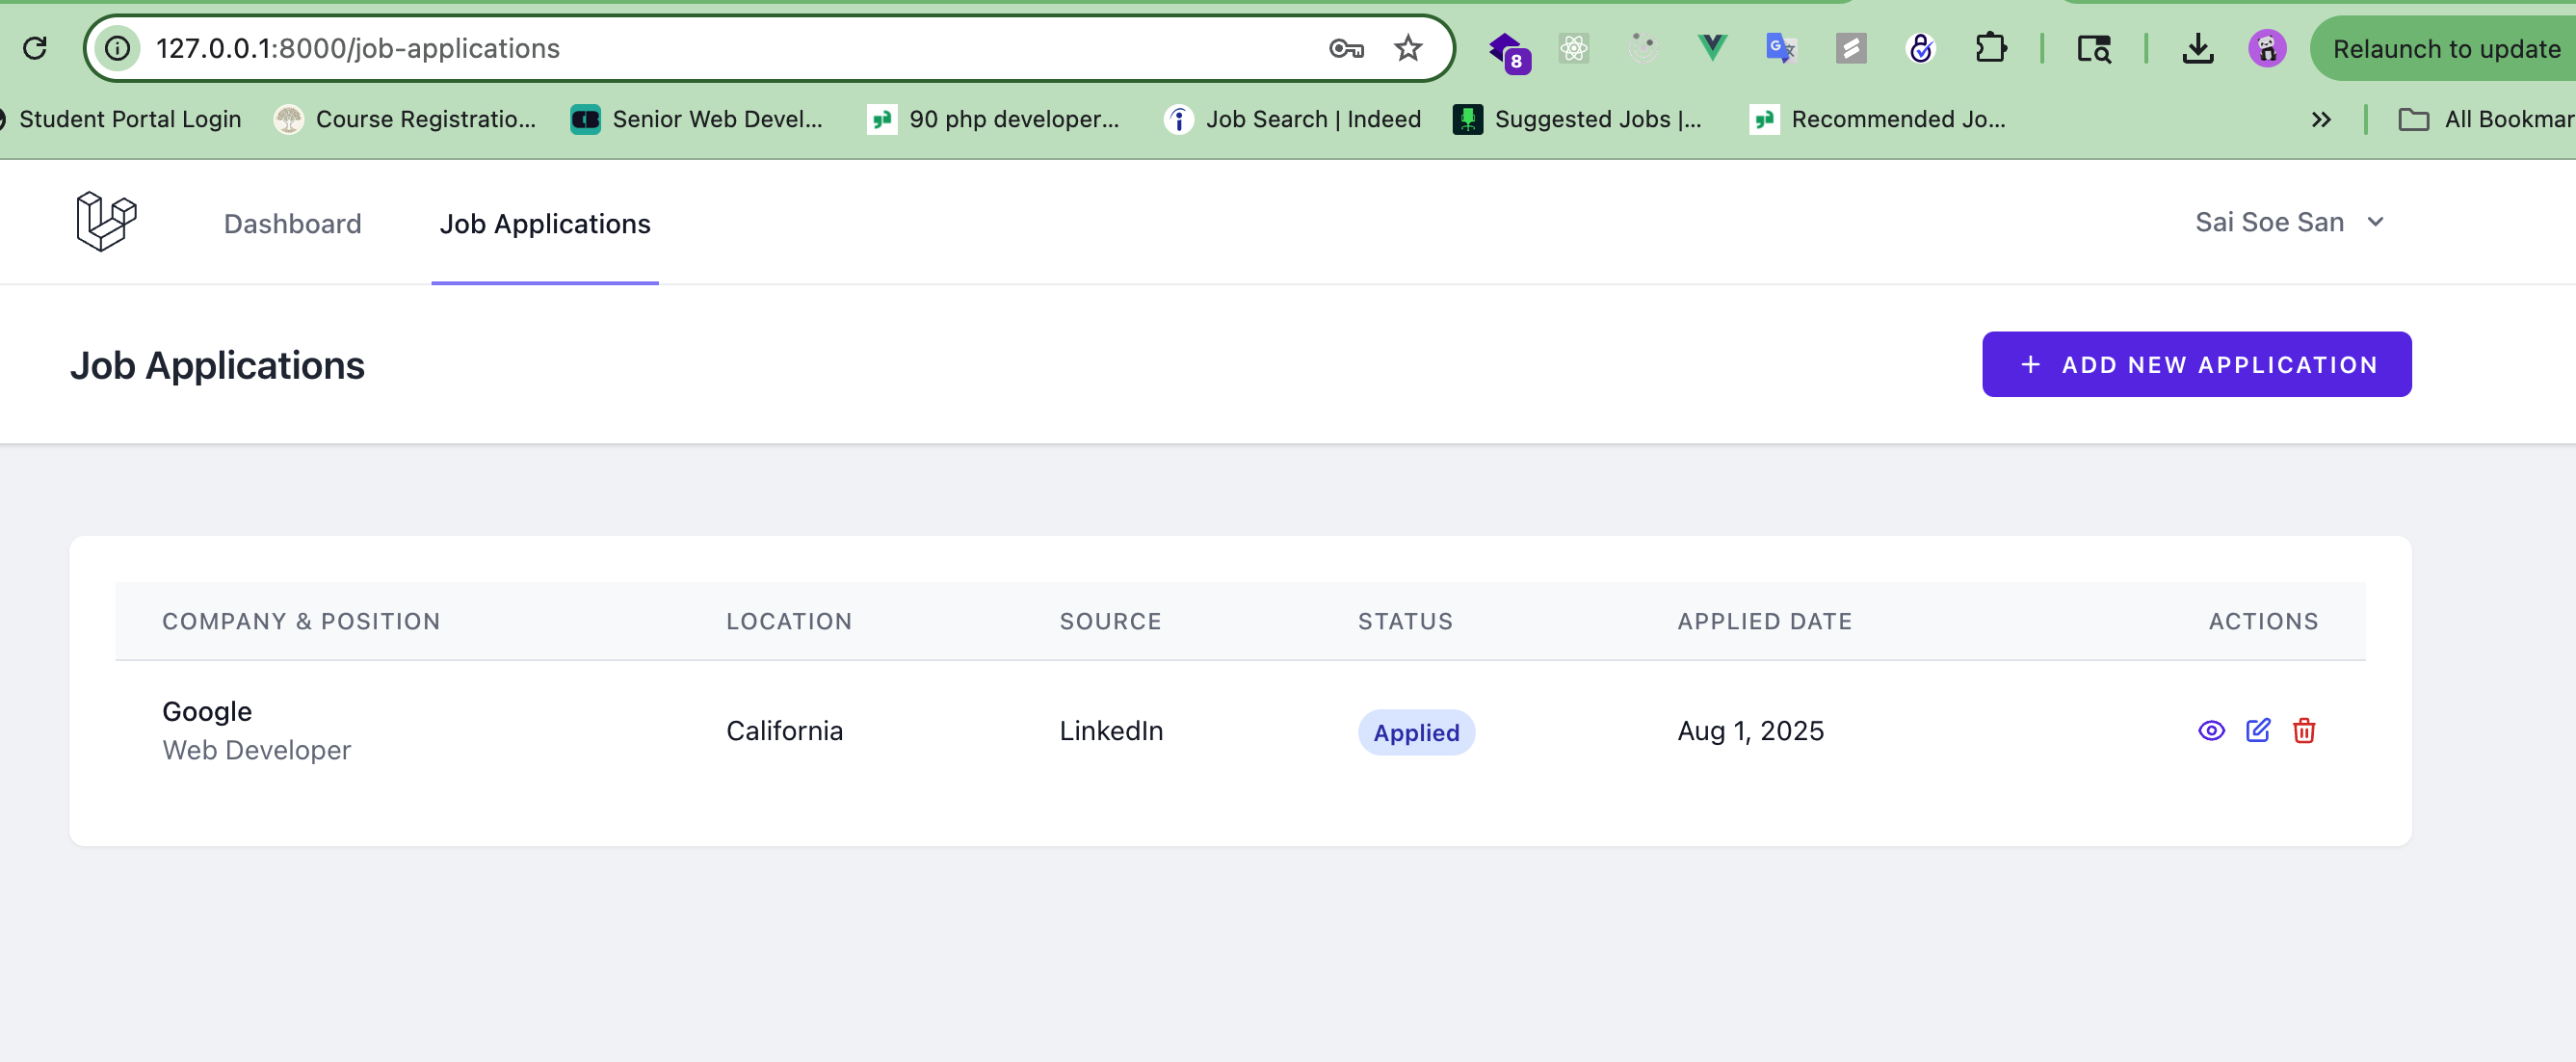 127.0.0.1:8000/job-applications
8
Relaunch to update
Student Portal Login
Course Registratio...
Senior Web Devel...
90 php developer...
Job Search | Indeed
Suggested Jobs |...
Recommended Jo...
All Bookmar
Dashboard
Job Applications
Sai Soe San
Job Applications
+ ADD NEW APPLICATION
COMPANY & POSITION LOCATION SOURCE STATUS APPLIED DATE ACTIONS
Google
Web Developer
California
LinkedIn
Applied
Aug 1, 2025